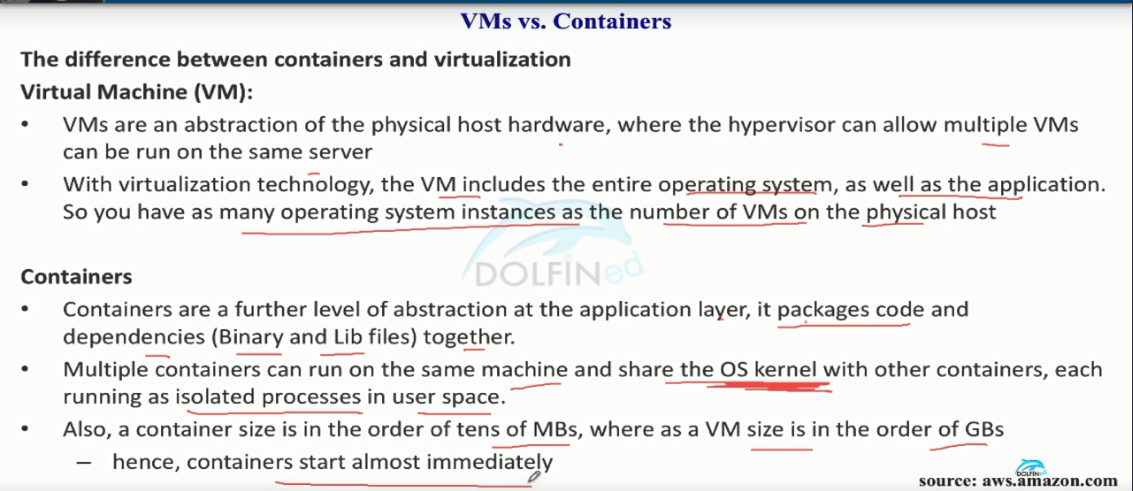 VMs vs. Containers
The difference between containers and virtualization
Virtual Machine (VM):
• VMs are an abstraction of the physical host hardware, where the hypervisor can allow multiple VMs
can be run on the same server
• With virtualization technology, the VM includes the entire operating system, as well as the application.
So you have as many operating system instances as the number of VMs on the physical host
DOLFINed
Containers
• Containers are a further level of abstraction at the application layer, it packages code and
dependencies (Binary and Lib files) together.
• Multiple containers can run on the same machine and share the OS kernel with other containers, each
running as isolated processes in user space.
• Also, a container size is in the order of tens of MBs, where as a VM size is in the order of GBs
– hence, containers start almost immediately
DOLFINed
source: aws.amazon.com